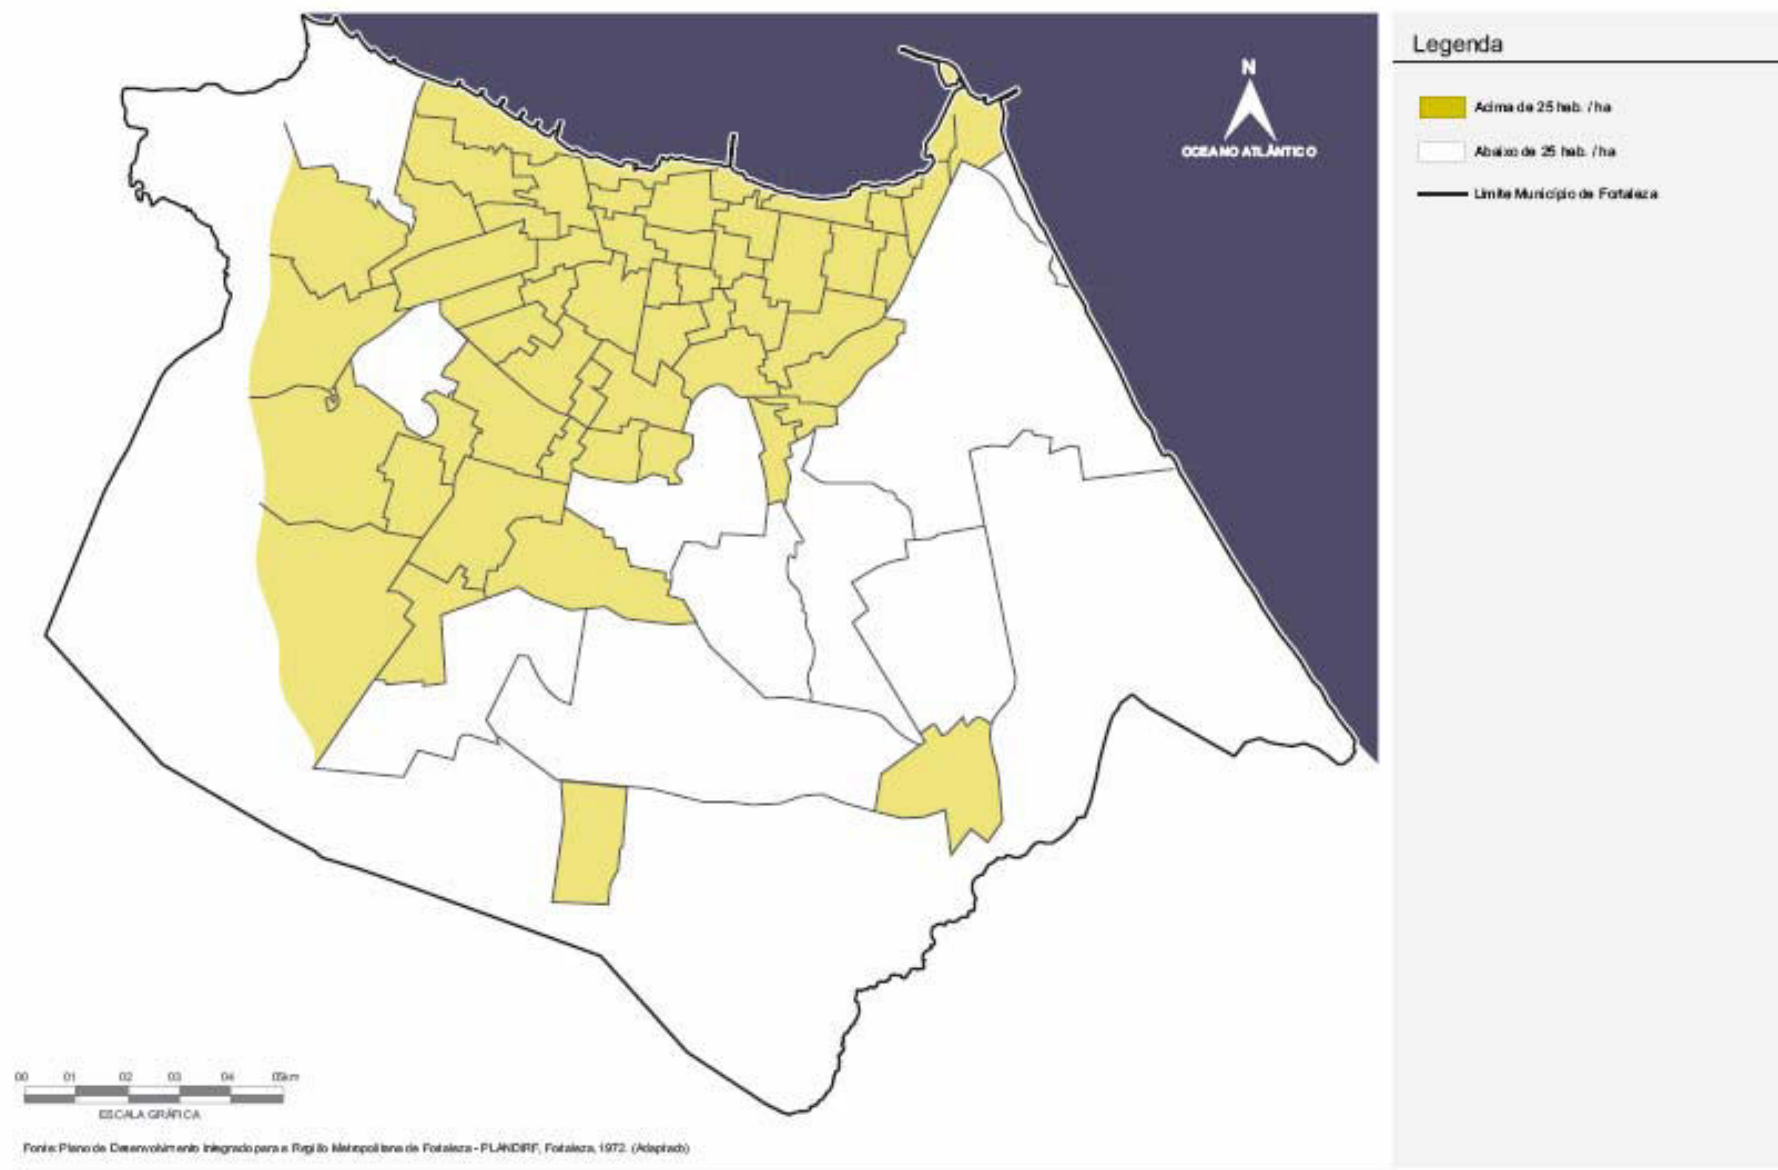 Legenda
Acima de 25 hab. / ha
Abaixo de 25 hab. / ha
Limite Município de Fortaleza
N
OCEANO ATLÂNTICO
00 01 02 03 04 05km
ESCALA GRÁFICA
Fonte: Plano de Desenvolvimento Integrado para a Região Metropolitana de Fortaleza - PLANDIRF, Fortaleza, 1972. (Adaptado)